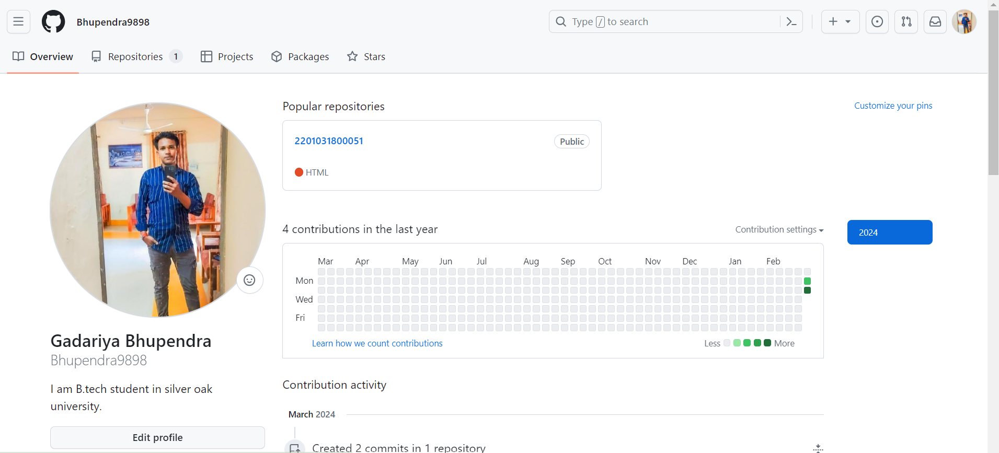 Bhupendra9898
Type / to search
Overview
Repositories 1
Projects
Packages
Stars
Popular repositories
Customize your pins
2201031800051
Public
HTML
4 contributions in the last year
Contribution settings
2024
Mar Apr May Jun Jul Aug Sep Oct Nov Dec Jan Feb
Mon
Wed
Fri
Learn how we count contributions
Less
More
Gadariya Bhupendra
Bhupendra9898
I am B.tech student in silver oak
university.
Edit profile
Contribution activity
March 2024
Created 2 commits in 1 repository